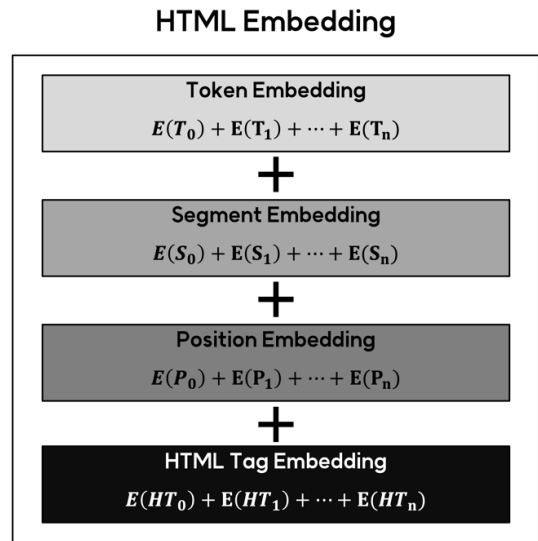 HTML Embedding
Token Embedding
E(T₀) + E(T₁) + ⋯ + E(Tₙ)
+
Segment Embedding
E(S₀) + E(S₁) + ⋯ + E(Sₙ)
+
Position Embedding
E(P₀) + E(P₁) + ⋯ + E(Pₙ)
+
HTML Tag Embedding
E(HT₀) + E(HT₁) + ⋯ + E(HTₙ)